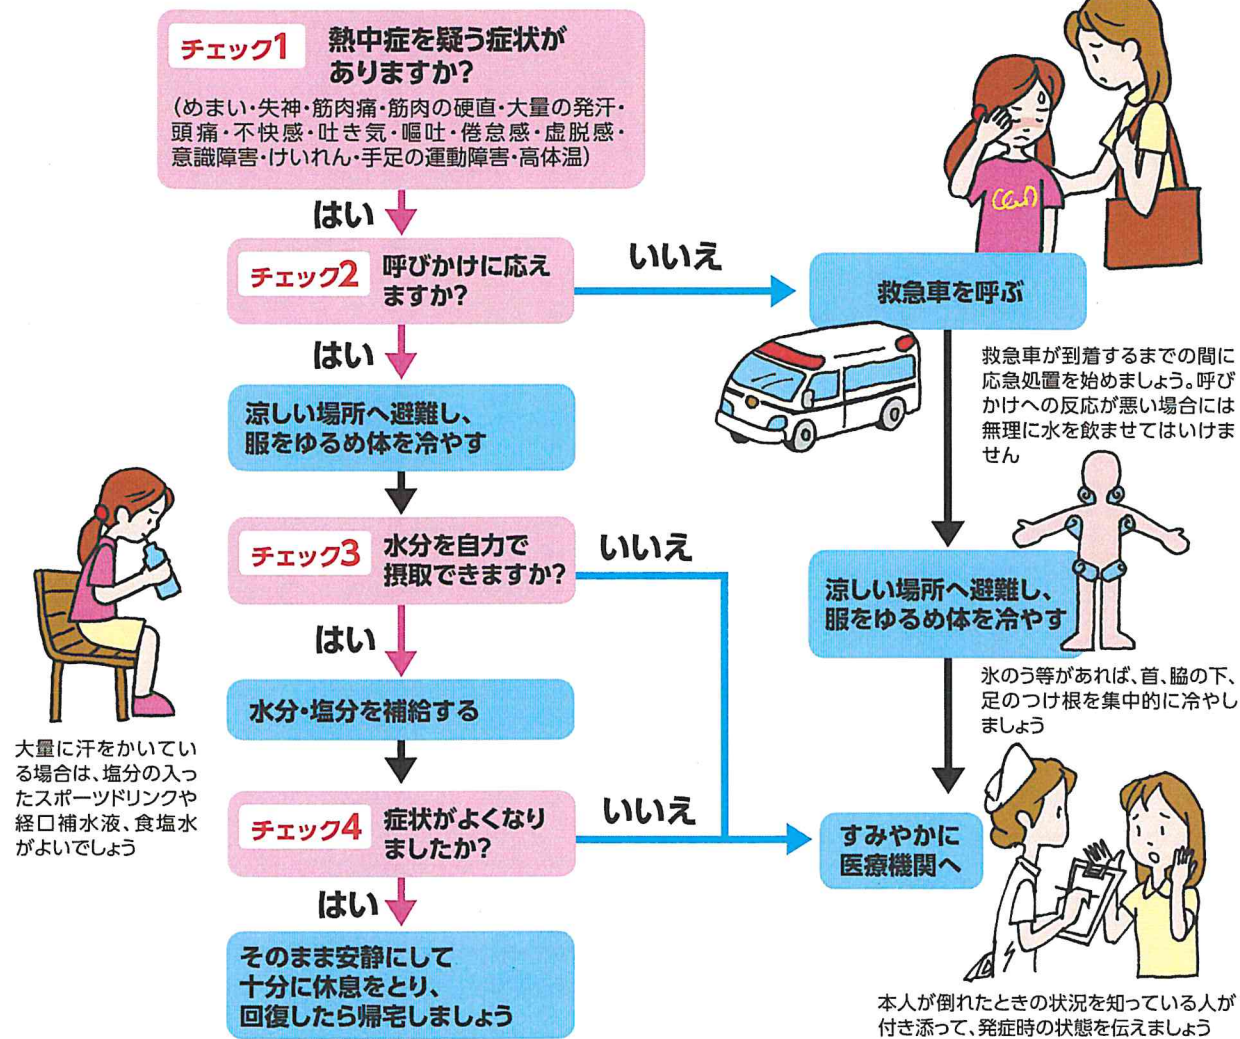 チェック1
熱中症を疑う症状が
ありますか?
(めまい・失神・筋肉痛・筋肉の硬直・大量の発汗・
頭痛・不快感・吐き気・嘔吐・倦怠感・虚脱感・
意識障害・けいれん・手足の運動障害・高体温)
はい
チェック2
呼びかけに応え
ますか?
いいえ
救急車を呼ぶ
はい
救急車が到着するまでの間に
応急処置を始めましょう。呼び
かけへの反応が悪い場合には
無理に水を飲ませてはいけま
せん
涼しい場所へ避難し、
服をゆるめ体を冷やす
チェック3
水分を自力で
摂取できますか?
いいえ
涼しい場所へ避難し、
服をゆるめ体を冷やす
氷のう等があれば、首、脇の下、
足のつけ根を集中的に冷やし
ましょう
はい
水分・塩分を補給する
大量に汗をかいてい
る場合は、塩分の入っ
たスポーツドリンクや
経口補水液、食塩水
がよいでしょう
チェック4
症状がよくなり
ましたか?
いいえ
すみやかに
医療機関へ
はい
そのまま安静にして
十分に休息をとり、
回復したら帰宅しましょう
本人が倒れたときの状況を知っている人が
付き添って、発症時の状態を伝えましょう